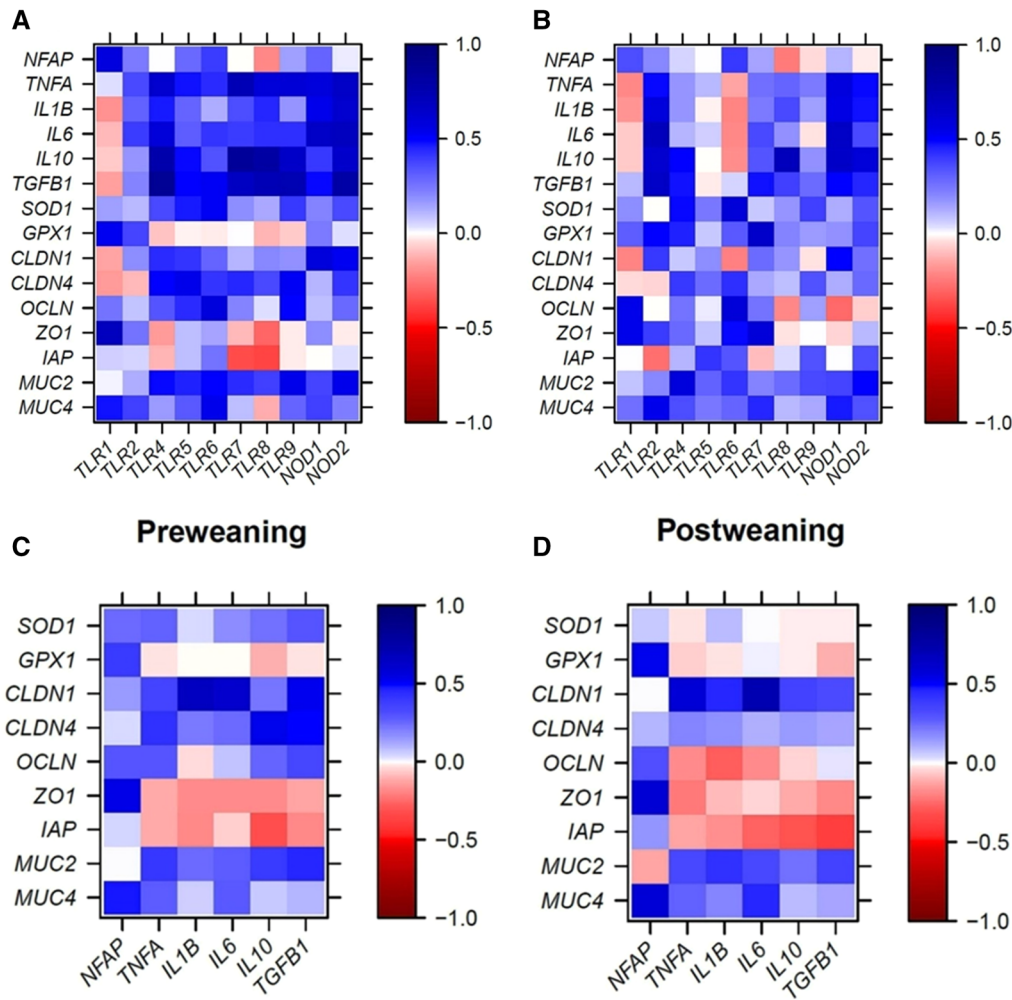 A
NFAP
TNFA
IL1B
IL6
IL10
TGFB1
SOD1
GPX1
CLDN1
CLDN4
OCLN
ZO1
IAP
MUC2
MUC4
TLR1 TLR2 TLR4 TLR5 TLR6 TLR7 TLR8 TLR9 NOD1 NOD2
1.0
0.5
0.0
−0.5
−1.0
B
NFAP
TNFA
IL1B
IL6
IL10
TGFB1
SOD1
GPX1
CLDN1
CLDN4
OCLN
ZO1
IAP
MUC2
MUC4
TLR1 TLR2 TLR4 TLR5 TLR6 TLR7 TLR8 TLR9 NOD1 NOD2
1.0
0.5
0.0
−0.5
−1.0
C
Preweaning
SOD1
GPX1
CLDN1
CLDN4
OCLN
ZO1
IAP
MUC2
MUC4
NFAP TNFA IL1B IL6 IL10 TGFB1
1.0
0.5
0.0
−0.5
−1.0
D
Postweaning
SOD1
GPX1
CLDN1
CLDN4
OCLN
ZO1
IAP
MUC2
MUC4
NFAP TNFA IL1B IL6 IL10 TGFB1
1.0
0.5
0.0
−0.5
−1.0